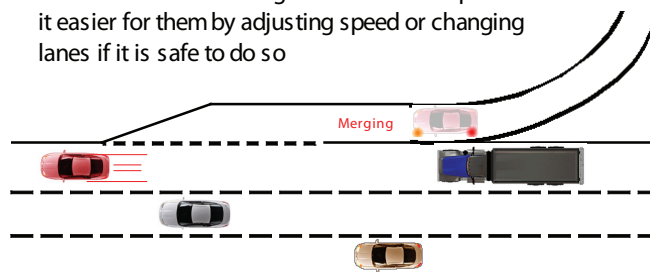 it easier for them by adjusting speed or changing
lanes if it is safe to do so
Merging